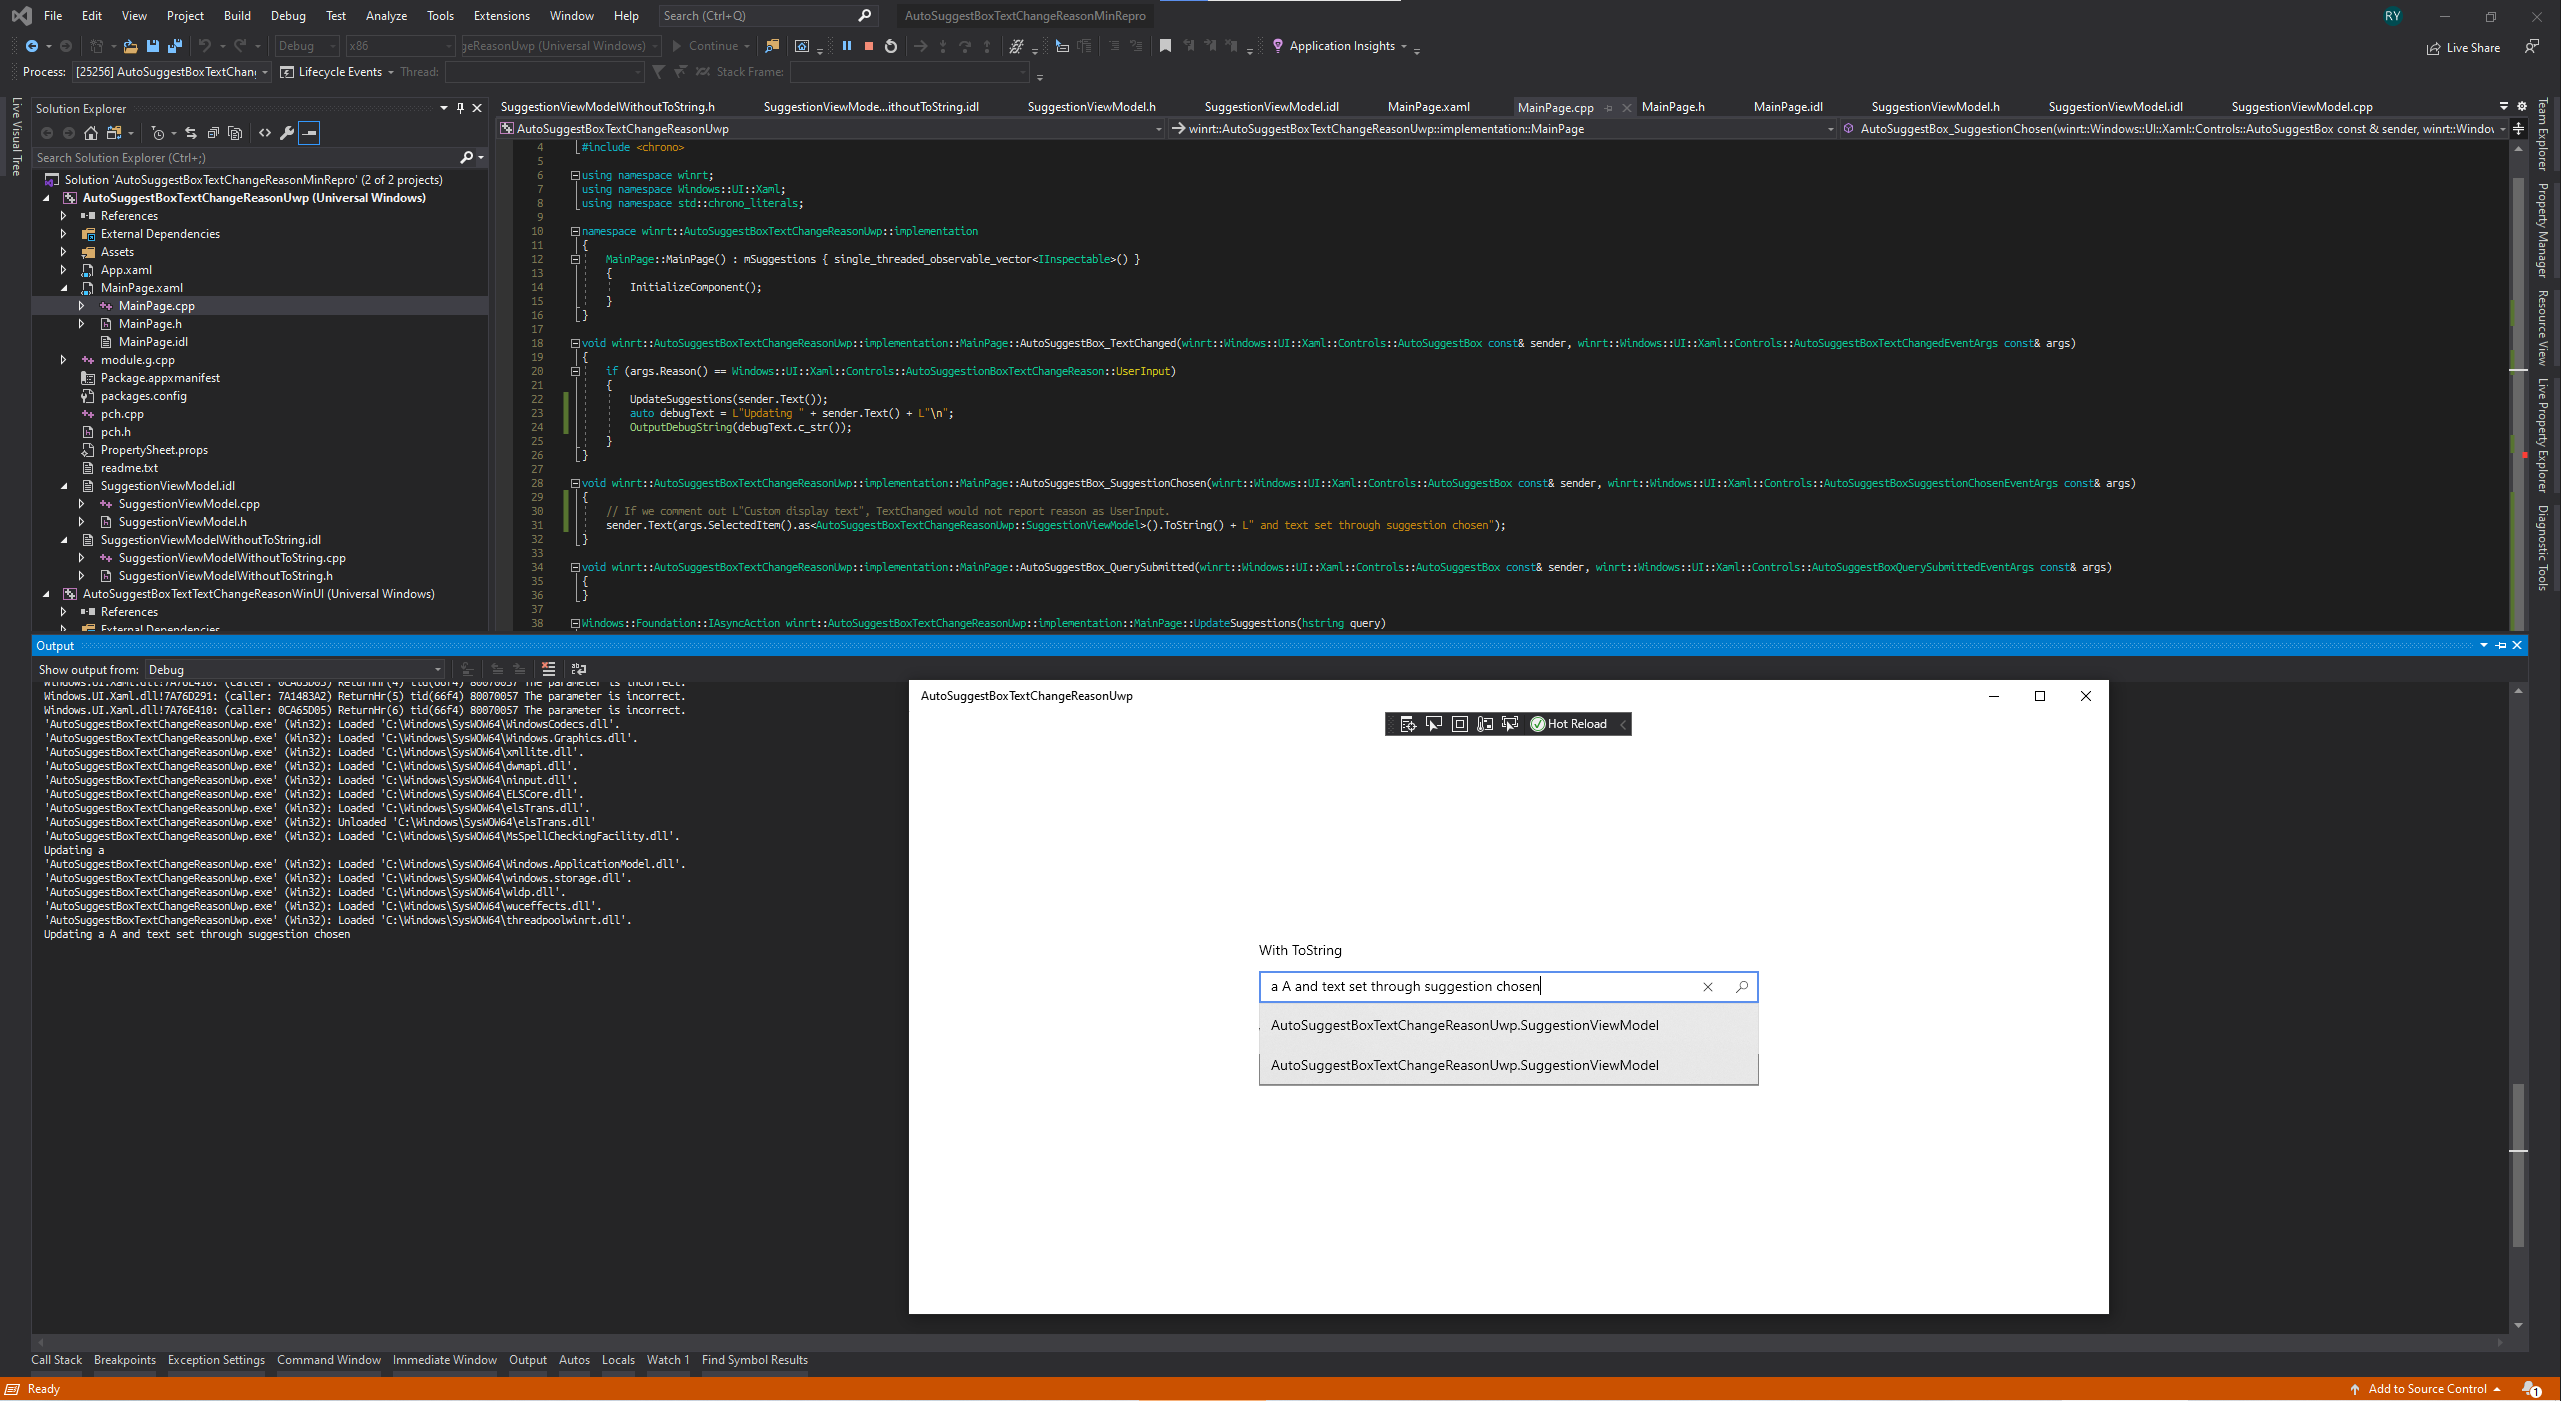 File Edit View Project Build Debug Test Analyze Tools Extensions Window Help Search (Ctrl+Q) AutoSuggestBoxTextChangeReasonMinRepro RY
Debug x86 geReasonUwp (Universal Windows) Continue Application Insights Live Share
Process: [25256] AutoSuggestBoxTextChang Lifecycle Events Thread: Stack Frame:
Live Visual Tree
Solution Explorer
Search Solution Explorer (Ctrl+;)
Solution 'AutoSuggestBoxTextChangeReasonMinRepro' (2 of 2 projects)
AutoSuggestBoxTextChangeReasonUwp (Universal Windows)
References
External Dependencies
Assets
App.xaml
MainPage.xaml
MainPage.cpp
MainPage.h
MainPage.idl
module.g.cpp
Package.appxmanifest
packages.config
pch.cpp
pch.h
PropertySheet.props
readme.txt
SuggestionViewModel.idl
SuggestionViewModel.cpp
SuggestionViewModel.h
SuggestionViewModelWithoutToString.idl
SuggestionViewModelWithoutToString.cpp
SuggestionViewModelWithoutToString.h
AutoSuggestBoxTextTextChangeReasonWinUI (Universal Windows)
References
External Dependencies
SuggestionViewModelWithoutToString.h SuggestionViewMode...ithoutToString.idl SuggestionViewModel.h SuggestionViewModel.idl MainPage.xaml MainPage.cpp MainPage.h MainPage.idl SuggestionViewModel.h SuggestionViewModel.idl SuggestionViewModel.cpp
AutoSuggestBoxTextChangeReasonUwp winrt::AutoSuggestBoxTextChangeReasonUwp::implementation::MainPage AutoSuggestBox_SuggestionChosen(winrt::Windows::UI::Xaml::Controls::AutoSuggestBox const & sender, winrt::Windov
4 #include <chrono>
5
6 using namespace winrt;
7 using namespace Windows::UI::Xaml;
8 using namespace std::chrono_literals;
9
10 namespace winrt::AutoSuggestBoxTextChangeReasonUwp::implementation
11 {
12 MainPage::MainPage() : mSuggestions { single_threaded_observable_vector<IInspectable>() }
13 {
14 InitializeComponent();
15 }
16 }
17
18 void winrt::AutoSuggestBoxTextChangeReasonUwp::implementation::MainPage::AutoSuggestBox_TextChanged(winrt::Windows::UI::Xaml::Controls::AutoSuggestBox const& sender, winrt::Windows::UI::Xaml::Controls::AutoSuggestBoxTextChangedEventArgs const& args)
19 {
20 if (args.Reason() == Windows::UI::Xaml::Controls::AutoSuggestionBoxTextChangeReason::UserInput)
21 {
22 UpdateSuggestions(sender.Text());
23 auto debugText = L"Updating " + sender.Text() + L"\n";
24 OutputDebugString(debugText.c_str());
25 }
26 }
27
28 void winrt::AutoSuggestBoxTextChangeReasonUwp::implementation::MainPage::AutoSuggestBox_SuggestionChosen(winrt::Windows::UI::Xaml::Controls::AutoSuggestBox const& sender, winrt::Windows::UI::Xaml::Controls::AutoSuggestBoxSuggestionChosenEventArgs const& args)
29 {
30 // If we comment out L"Custom display text", TextChanged would not report reason as UserInput.
31 sender.Text(args.SelectedItem().as<AutoSuggestBoxTextChangeReasonUwp::SuggestionViewModel>().ToString() + L" and text set through suggestion chosen");
32 }
33
34 void winrt::AutoSuggestBoxTextChangeReasonUwp::implementation::MainPage::AutoSuggestBox_QuerySubmitted(winrt::Windows::UI::Xaml::Controls::AutoSuggestBox const& sender, winrt::Windows::UI::Xaml::Controls::AutoSuggestBoxQuerySubmittedEventArgs const& args)
35 {
36 }
37
38 Windows::Foundation::IAsyncAction winrt::AutoSuggestBoxTextChangeReasonUwp::implementation::MainPage::UpdateSuggestions(hstring query)
Team Explorer
Property Manager
Resource View
Live Property Explorer
Diagnostic Tools
Output
Show output from: Debug
Windows.UI.Xaml.dll!7A76E410: (caller: 0CA65D05) ReturnHr(4) tid(66f4) 80070057 The parameter is incorrect.
Windows.UI.Xaml.dll!7A76D291: (caller: 7A1483A2) ReturnHr(5) tid(66f4) 80070057 The parameter is incorrect.
Windows.UI.Xaml.dll!7A76E410: (caller: 0CA65D05) ReturnHr(6) tid(66f4) 80070057 The parameter is incorrect.
'AutoSuggestBoxTextChangeReasonUwp.exe' (Win32): Loaded 'C:\Windows\SysWOW64\WindowsCodecs.dll'.
'AutoSuggestBoxTextChangeReasonUwp.exe' (Win32): Loaded 'C:\Windows\SysWOW64\Windows.Graphics.dll'.
'AutoSuggestBoxTextChangeReasonUwp.exe' (Win32): Loaded 'C:\Windows\SysWOW64\xmllite.dll'.
'AutoSuggestBoxTextChangeReasonUwp.exe' (Win32): Loaded 'C:\Windows\SysWOW64\dwmapi.dll'.
'AutoSuggestBoxTextChangeReasonUwp.exe' (Win32): Loaded 'C:\Windows\SysWOW64\ninput.dll'.
'AutoSuggestBoxTextChangeReasonUwp.exe' (Win32): Loaded 'C:\Windows\SysWOW64\ELSCore.dll'.
'AutoSuggestBoxTextChangeReasonUwp.exe' (Win32): Loaded 'C:\Windows\SysWOW64\elsTrans.dll'.
'AutoSuggestBoxTextChangeReasonUwp.exe' (Win32): Unloaded 'C:\Windows\SysWOW64\elsTrans.dll'
'AutoSuggestBoxTextChangeReasonUwp.exe' (Win32): Loaded 'C:\Windows\SysWOW64\MsSpellCheckingFacility.dll'.
Updating a
'AutoSuggestBoxTextChangeReasonUwp.exe' (Win32): Loaded 'C:\Windows\SysWOW64\Windows.ApplicationModel.dll'.
'AutoSuggestBoxTextChangeReasonUwp.exe' (Win32): Loaded 'C:\Windows\SysWOW64\windows.storage.dll'.
'AutoSuggestBoxTextChangeReasonUwp.exe' (Win32): Loaded 'C:\Windows\SysWOW64\wldp.dll'.
'AutoSuggestBoxTextChangeReasonUwp.exe' (Win32): Loaded 'C:\Windows\SysWOW64\wuceffects.dll'.
'AutoSuggestBoxTextChangeReasonUwp.exe' (Win32): Loaded 'C:\Windows\SysWOW64\threadpoolwinrt.dll'.
Updating a A and text set through suggestion chosen
AutoSuggestBoxTextChangeReasonUwp
Hot Reload
With ToString
a A and text set through suggestion chosen
AutoSuggestBoxTextChangeReasonUwp.SuggestionViewModel
AutoSuggestBoxTextChangeReasonUwp.SuggestionViewModel
Call Stack Breakpoints Exception Settings Command Window Immediate Window Output Autos Locals Watch 1 Find Symbol Results
Ready Add to Source Control 1